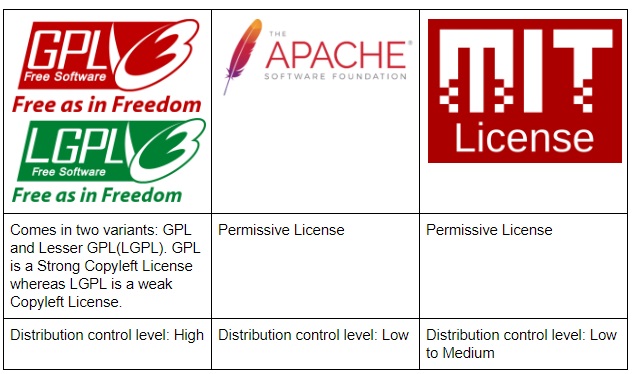 GPL v3
Free Software
Free as in Freedom
LGPL v3
Free Software
Free as in Freedom
THE
APACHE®
SOFTWARE FOUNDATION
MIT
License
Comes in two variants: GPL
and Lesser GPL(LGPL). GPL
is a Strong Copyleft License
whereas LGPL is a weak
Copyleft License.
Permissive License
Permissive License
Distribution control level: High
Distribution control level: Low
Distribution control level: Low
to Medium